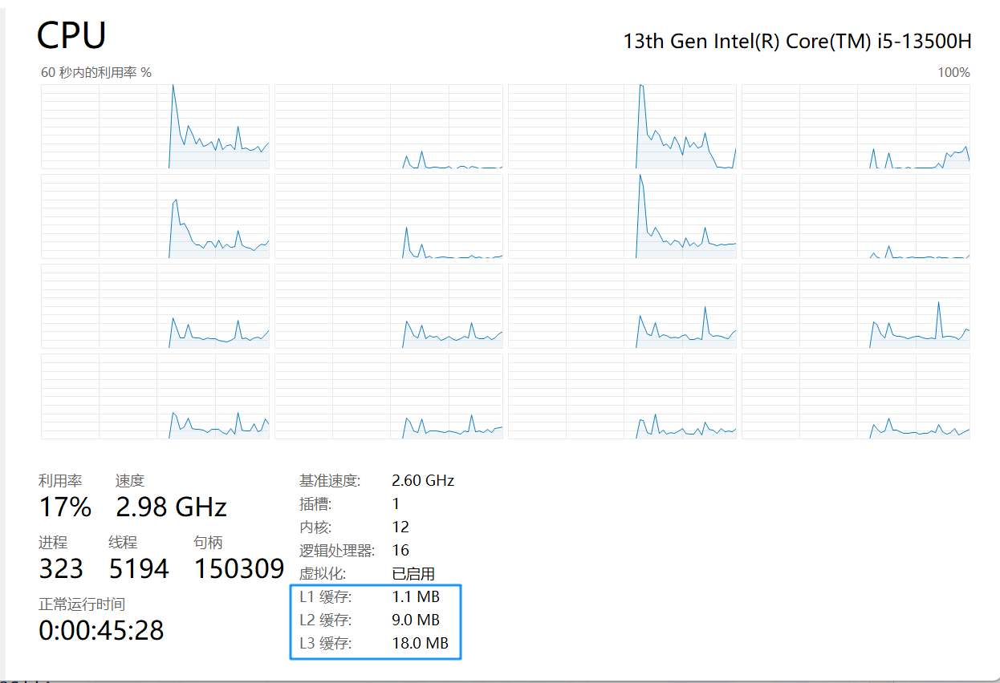 CPU
13th Gen Intel(R) Core(TM) i5-13500H
60 秒内的利用率 %
100%
利用率 速度
17% 2.98 GHz
进程 线程 句柄
323 5194 150309
正常运行时间
0:00:45:28
基准速度: 2.60 GHz
插槽: 1
内核: 12
逻辑处理器: 16
虚拟化: 已启用
L1 缓存: 1.1 MB
L2 缓存: 9.0 MB
L3 缓存: 18.0 MB